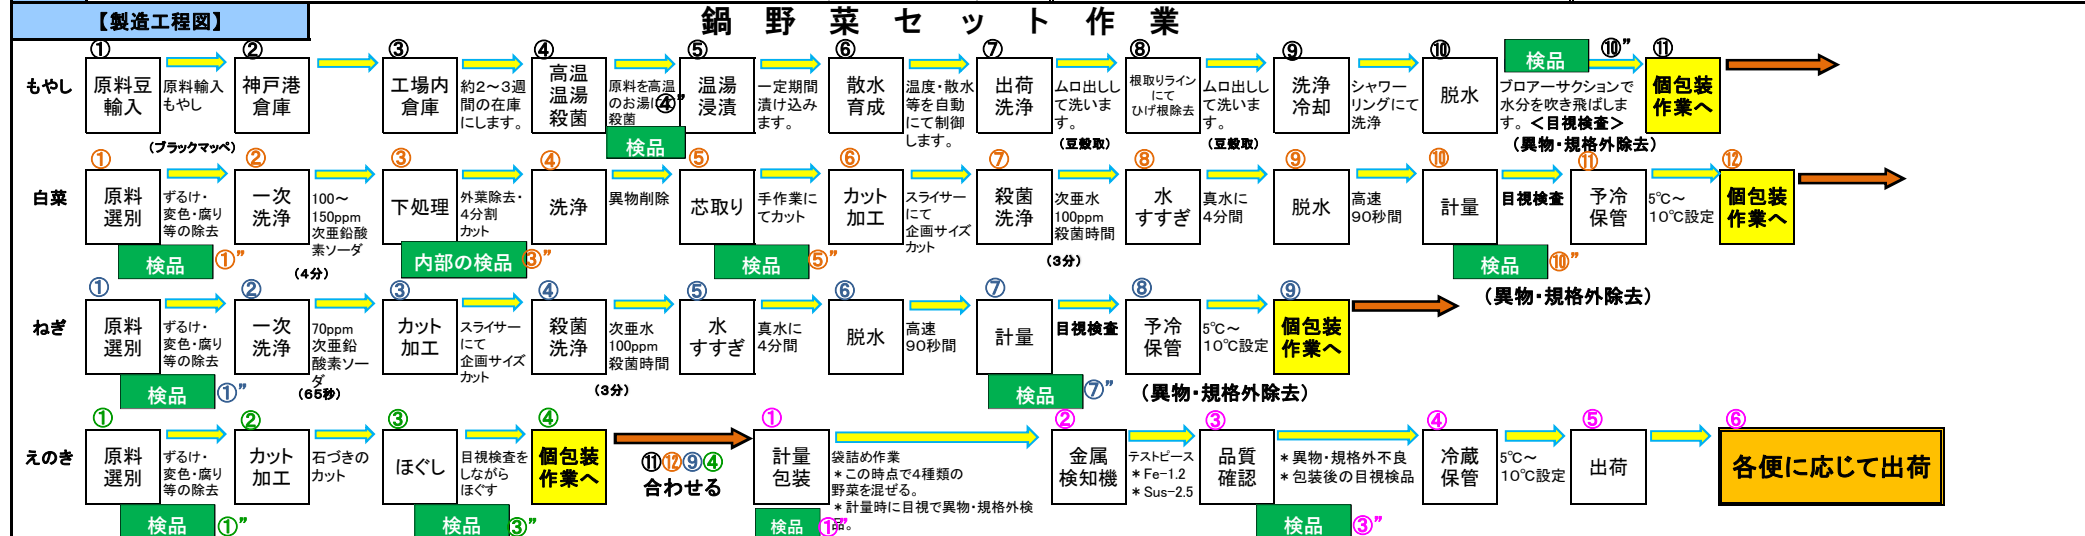 【製造工程図】
鍋野菜セット作業
もやし
①
原料豆
輸入
原料輸入
もやし
(ブラックマッペ)
②
神戸港
倉庫
③
工場内
倉庫
約2～3週
間の在庫
にします。
④
高温
温湯
殺菌
原料を高温
のお湯に
殺菌
④”
検品
⑤
温湯
浸漬
一定期間
漬け込み
ます。
⑥
散水
育成
温度・散水
等を自動
にて制御
します。
⑦
出荷
洗浄
ムロ出しし
て洗いま
す。
(豆殻取)
⑧
根取りライン
にて
ひげ根除去
ムロ出しし
て洗いま
す。
(豆殻取)
⑨
洗浄
冷却
シャワー
リングにて
洗浄
⑩
脱水
検品
⑩”
ブロアーサクションで
水分を吹き飛ばしま
す。＜目視検査＞
(異物・規格外除去)
⑪
個包装
作業へ
白菜
①
原料
選別
ずるけ・
変色・腐り
等の除去
検品
①”
②
一次
洗浄
100～
150ppm
次亜鉛酸
素ソーダ
(4分)
③
下処理
外葉除去・
4分割
カット
内部の検品
③”
④
洗浄
異物削除
⑤
芯取り
手作業に
てカット
検品
⑤”
⑥
カット
加工
スライサー
にて
企画サイズ
カット
⑦
殺菌
洗浄
次亜水
100ppm
殺菌時間
(3分)
⑧
水
すすぎ
真水に
4分間
⑨
脱水
高速
90秒間
⑩
計量
目視検査
検品
⑩”
(異物・規格外除去)
⑪
予冷
保管
5℃～
10℃設定
⑫
個包装
作業へ
ねぎ
①
原料
選別
ずるけ・
変色・腐り
等の除去
検品
①”
②
一次
洗浄
70ppm
次亜鉛
酸素ソー
ダ
(65秒)
③
カット
加工
スライサー
にて
企画サイズ
カット
④
殺菌
洗浄
次亜水
100ppm
殺菌時間
(3分)
⑤
水
すすぎ
真水に
4分間
⑥
脱水
高速
90秒間
⑦
計量
目視検査
検品
⑦”
(異物・規格外除去)
⑧
予冷
保管
5℃～
10℃設定
⑨
個包装
作業へ
えのき
①
原料
選別
ずるけ・
変色・腐り
等の除去
検品
①”
②
カット
加工
石づきの
カット
③
ほぐし
目視検査を
しながら
ほぐす
検品
③”
④
個包装
作業へ
⑪⑫⑨④
合わせる
①
計量
包装
袋詰め作業
＊この時点で4種類の
野菜を混ぜる。
＊計量時に目視で異物・規格外検
品。
検品
①”
②
金属
検知機
テストピース
＊Fe-1.2
＊Sus-2.5
③
品質
確認
＊異物・規格外不良
＊包装後の目視検品
検品
③”
④
冷蔵
保管
5℃～
10℃設定
⑤
出荷
⑥
各便に応じて出荷